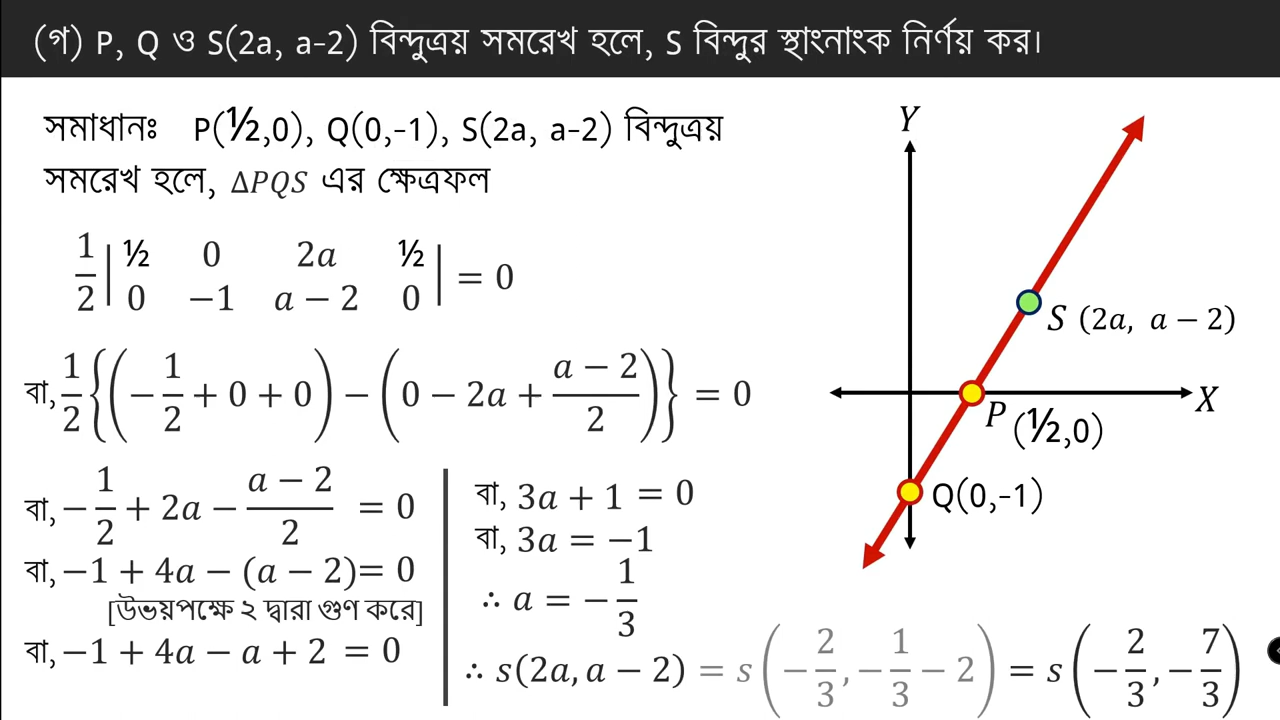 (গ) P, Q ও S(2a, a-2) বিন্দুত্রয় সমরেখ হলে, S বিন্দুর স্থাংনাংক নির্ণয় কর।
সমাধানঃ P(½,0), Q(0,-1), S(2a, a-2) বিন্দুত্রয়
সমরেখ হলে, ΔPQS এর ক্ষেত্রফল
1/2 | ½ 0 2a ½ |
| 0 −1 a − 2 0 | = 0
বা, 1/2 {(−1/2 + 0 + 0) − (0 − 2a + (a − 2)/2)} = 0
বা, −1/2 + 2a − (a − 2)/2 = 0
বা, −1 + 4a − (a − 2)= 0
[উভয়পক্ষে ২ দ্বারা গুণ করে]
বা, −1 + 4a − a + 2 = 0
বা, 3a + 1 = 0
বা, 3a = −1
∴ a = −1/3
∴ s(2a, a − 2) = s(−2/3, −1/3 − 2) = s(−2/3, −7/3)
Y
S (2a, a − 2)
X
P (½,0)
Q(0,-1)